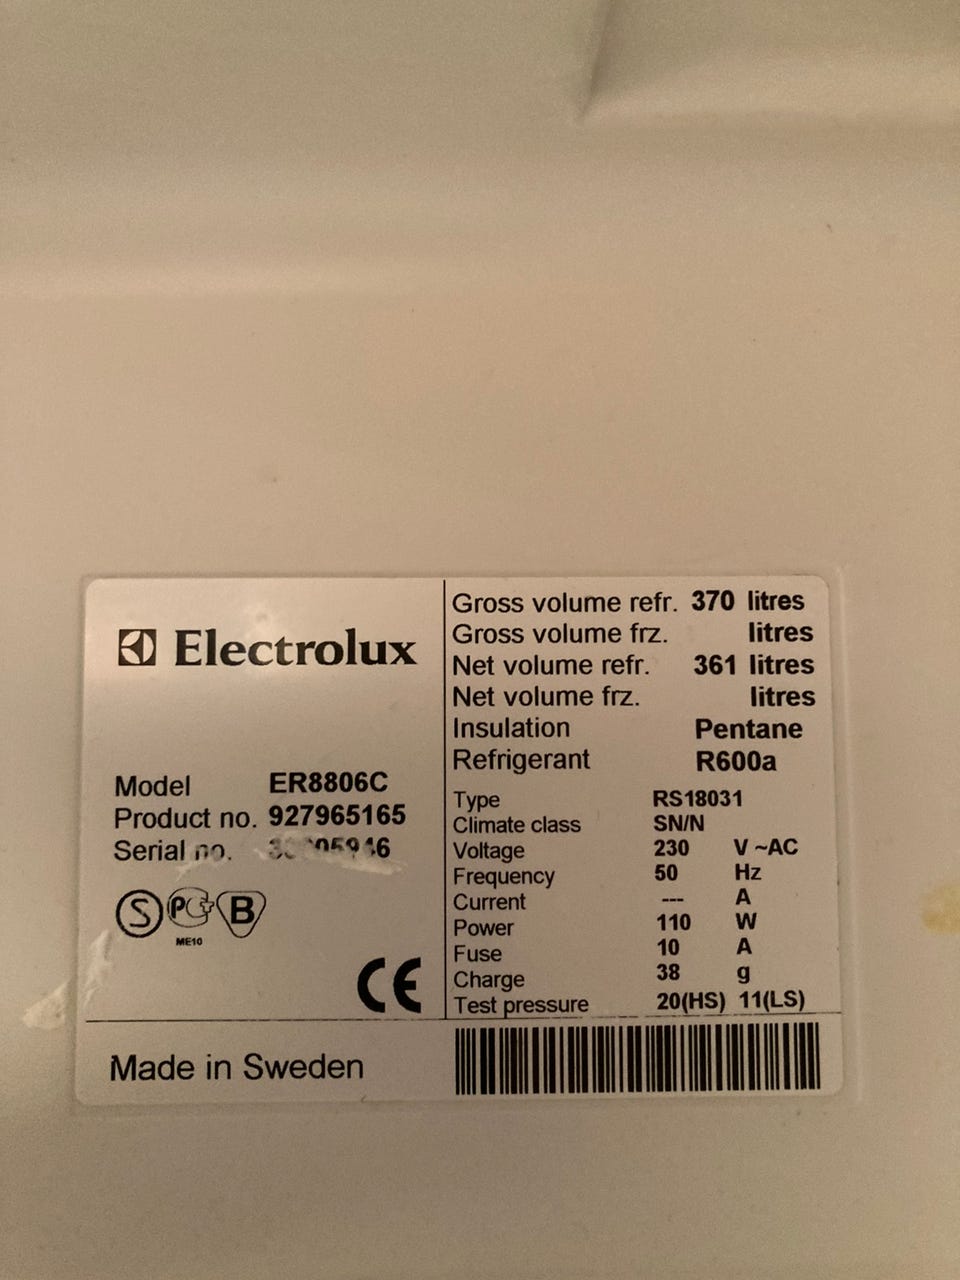 Electrolux
Model ER8806C
Product no. 927965165
Serial no.
S PCT B
ME10
CE
Made in Sweden
Gross volume refr. 370 litres
Gross volume frz. litres
Net volume refr. 361 litres
Net volume frz. litres
Insulation Pentane
Refrigerant R600a
Type RS18031
Climate class SN/N
Voltage 230 V ~AC
Frequency 50 Hz
Current --- A
Power 110 W
Fuse 10 A
Charge 38 g
Test pressure 20(HS) 11(LS)